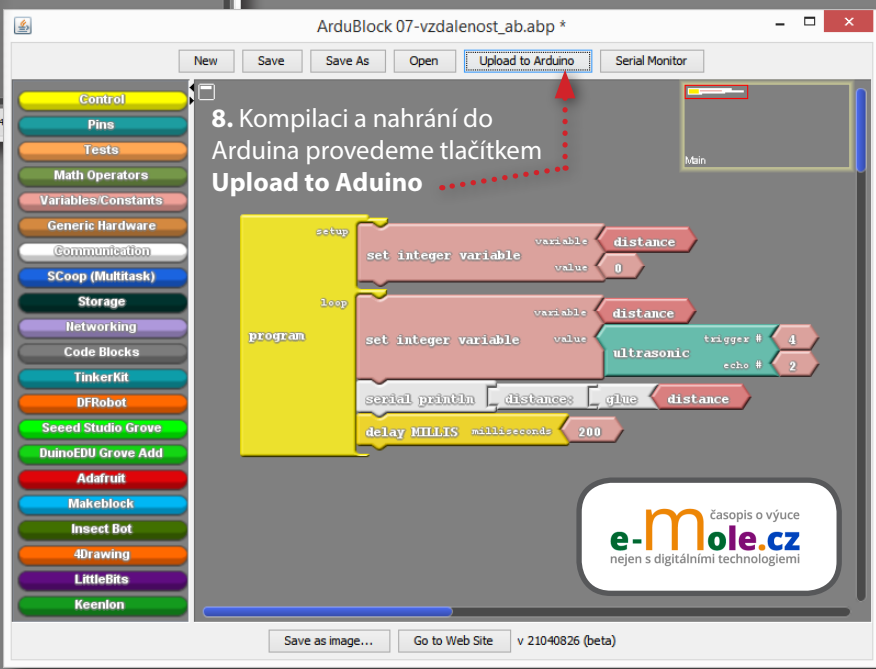 ArduBlock 07-vzdalenost_ab.abp *
New Save Save As Open Upload to Arduino Serial Monitor
Control
Pins
Tests
Math Operators
Variables/Constants
Generic Hardware
Communication
SCoop (Multitask)
Storage
Networking
Code Blocks
TinkerKit
DFRobot
Seeed Studio Grove
DuinoEDU Grove Add
Adafruit
Makeblock
Insect Bot
4Drawing
LittleBits
Keenlon
8. Kompilaci a nahrání do
Arduina provedeme tlačítkem
Upload to Aduino
Main
program
setup
set integer variable
variable distance
value 0
loop
set integer variable
variable distance
value ultrasonic
trigger # 4
echo # 2
serial println distance: glue distance
delay MILLIS milliseconds 200
časopis o výuce
e-mole.cz
nejen s digitálními technologiemi
Save as image... Go to Web Site v 21040826 (beta)